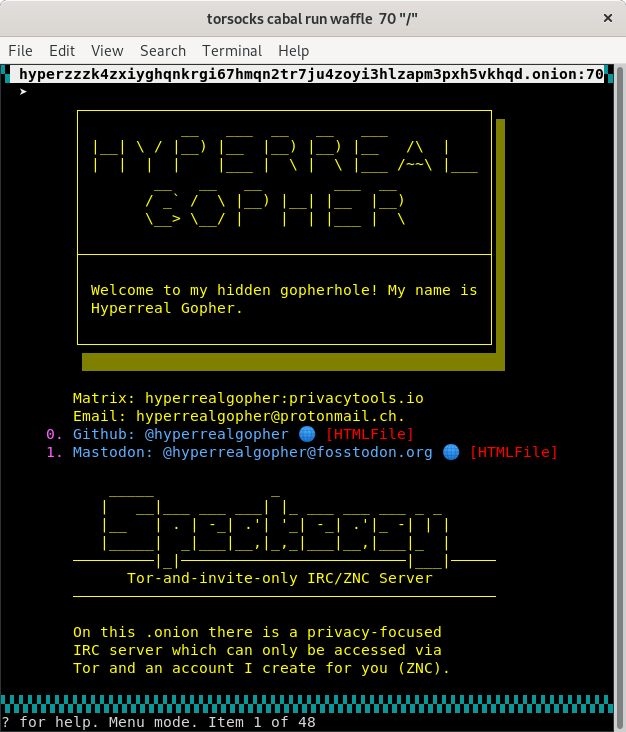 torsocks cabal run waffle 70 "/"
File Edit View Search Terminal Help
hyperzzzk4zxiyghqnkrgi67hmqn2tr7ju4zoyi3hlzapm3pxh5vkhqd.onion:70
HYPERREAL
GOPHER
Welcome to my hidden gopherhole! My name is
Hyperreal Gopher.
Matrix: hyperrealgopher:privacytools.io
Email: hyperrealgopher@protonmail.ch.
0. Github: @hyperrealgopher 🌐 [HTMLFile]
1. Mastodon: @hyperrealgopher@fosstodon.org 🌐 [HTMLFile]
Speakeasy
Tor-and-invite-only IRC/ZNC Server
On this .onion there is a privacy-focused
IRC server which can only be accessed via
Tor and an account I create for you (ZNC).
? for help. Menu mode. Item 1 of 48